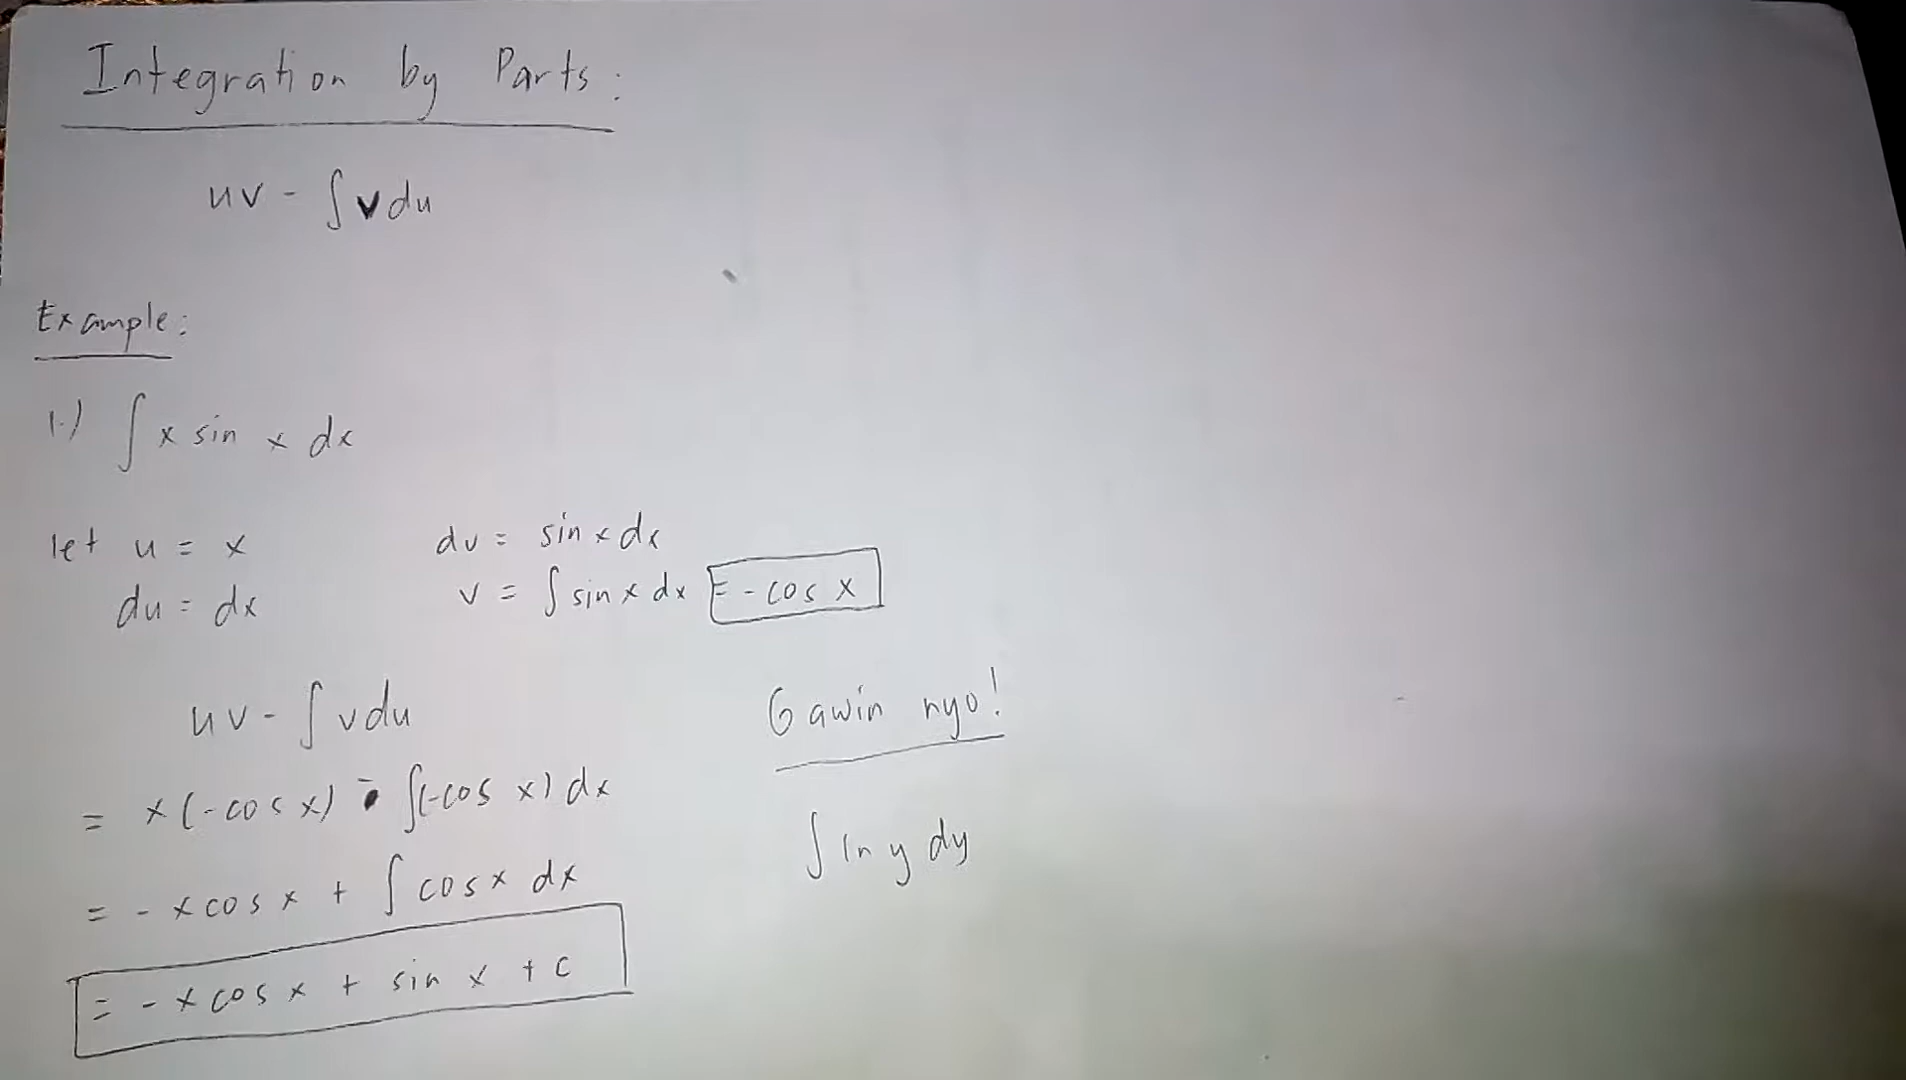 Integration by Parts:
uv - ∫vdu
Example:
1.) ∫ x sin x dx
let u = x
du = dx
dv = sin x dx
v = ∫ sin x dx = - cos x
uv - ∫ vdu
= x (-cos x) - ∫(-cos x) dx
= - x cos x + ∫ cos x dx
= - x cos x + sin x + c
Gawin nyo!
∫ ln y dy